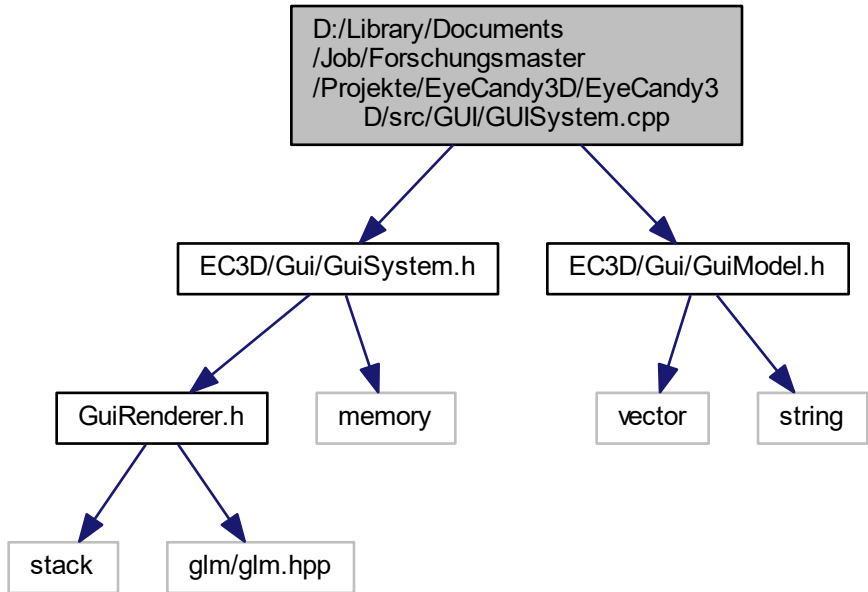 D:/Library/Documents
/Job/Forschungsmaster
/Projekte/EyeCandy3D/EyeCandy3
D/src/GUI/GUISystem.cpp
EC3D/Gui/GuiSystem.h
EC3D/Gui/GuiModel.h
GuiRenderer.h
memory
vector
string
stack
glm/glm.hpp